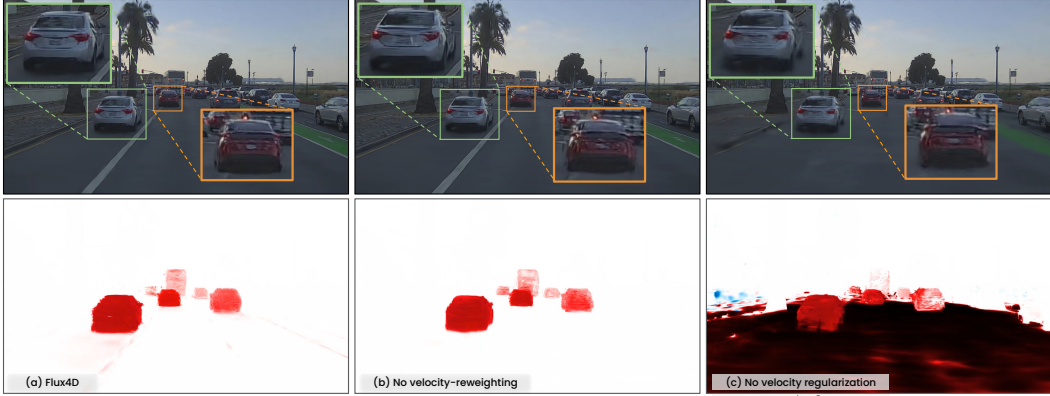 (a) Flux4D
(b) No velocity-reweighting
(c) No velocity regularization